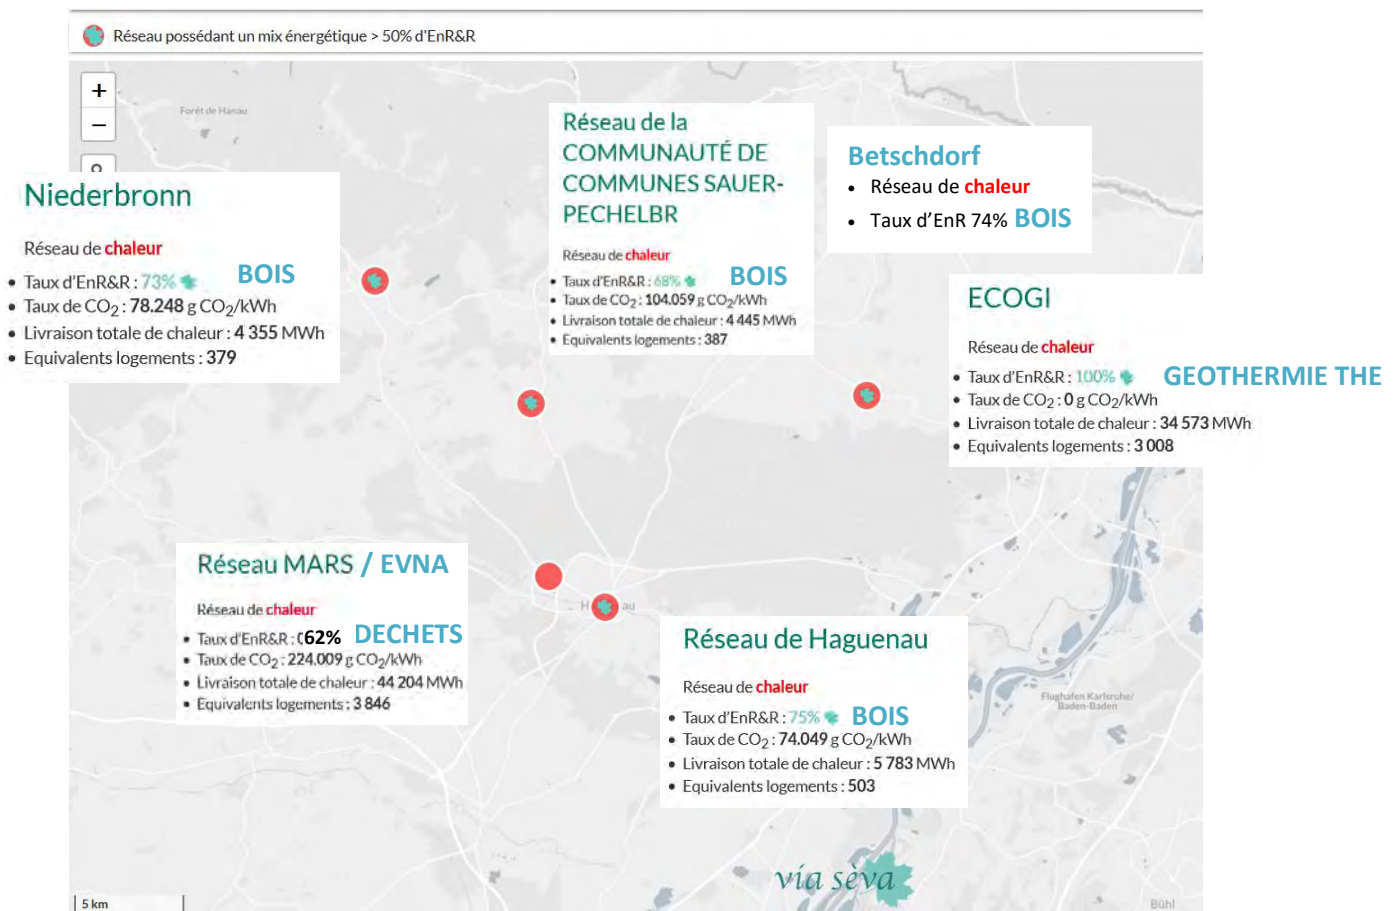 Réseau possédant un mix énergétique > 50% d'EnR&R
+
−
Forêt de Hanau
Niederbronn
Réseau de chaleur
• Taux d'EnR&R : 73% BOIS
• Taux de CO2 : 78.248 g CO2/kWh
• Livraison totale de chaleur : 4 355 MWh
• Equivalents logements : 379
Réseau de la
COMMUNAUTÉ DE
COMMUNES SAUER-
PECHELBR
Réseau de chaleur
• Taux d'EnR&R : 68% BOIS
• Taux de CO2 : 104.059 g CO2/kWh
• Livraison totale de chaleur : 4 445 MWh
• Equivalents logements : 387
Betschdorf
• Réseau de chaleur
• Taux d'EnR 74% BOIS
ECOGI
Réseau de chaleur
• Taux d'EnR&R : 100% GEOTHERMIE THE
• Taux de CO2 : 0 g CO2/kWh
• Livraison totale de chaleur : 34 573 MWh
• Equivalents logements : 3 008
Réseau MARS / EVNA
Réseau de chaleur
• Taux d'EnR&R : 62% DECHETS
• Taux de CO2 : 224.009 g CO2/kWh
• Livraison totale de chaleur : 44 204 MWh
• Equivalents logements : 3 846
Réseau de Haguenau
Réseau de chaleur
• Taux d'EnR&R : 75% BOIS
• Taux de CO2 : 74.049 g CO2/kWh
• Livraison totale de chaleur : 5 783 MWh
• Equivalents logements : 503
Flughafen Karlsruhe/
Baden-Baden
via sèva
5 km
Bühl